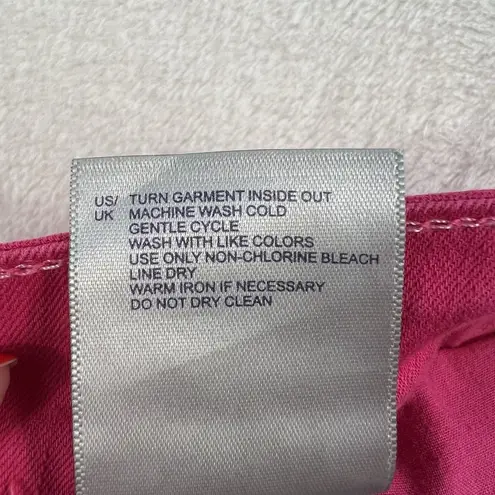 US/ TURN GARMENT INSIDE OUT
UK MACHINE WASH COLD
GENTLE CYCLE
WASH WITH LIKE COLORS
USE ONLY NON-CHLORINE BLEACH
LINE DRY
WARM IRON IF NECESSARY
DO NOT DRY CLEAN